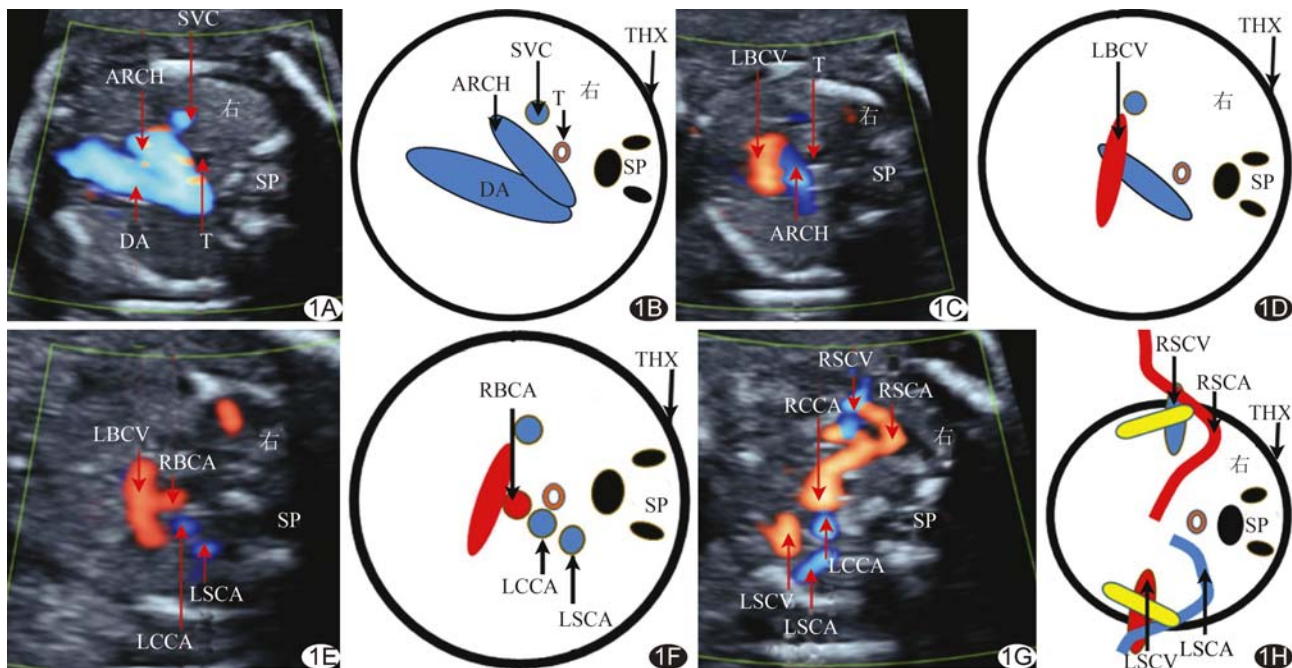 SVC
ARCH
右
SP
DA
T
1A
THX
SVC
ARCH
T
右
SP
DA
1B
LBCV
T
右
SP
ARCH
1C
THX
LBCV
右
SP
1D
LBCV
RBCA
右
SP
LSCA
LCCA
1E
THX
RBCA
SP
LCCA
LSCA
1F
RSCV
RSCA
RCCA
右
SP
LCCA
LSCV
LSCA
1G
RSCV
RSCA
THX
右
SP
LSCA
LSCV
1H